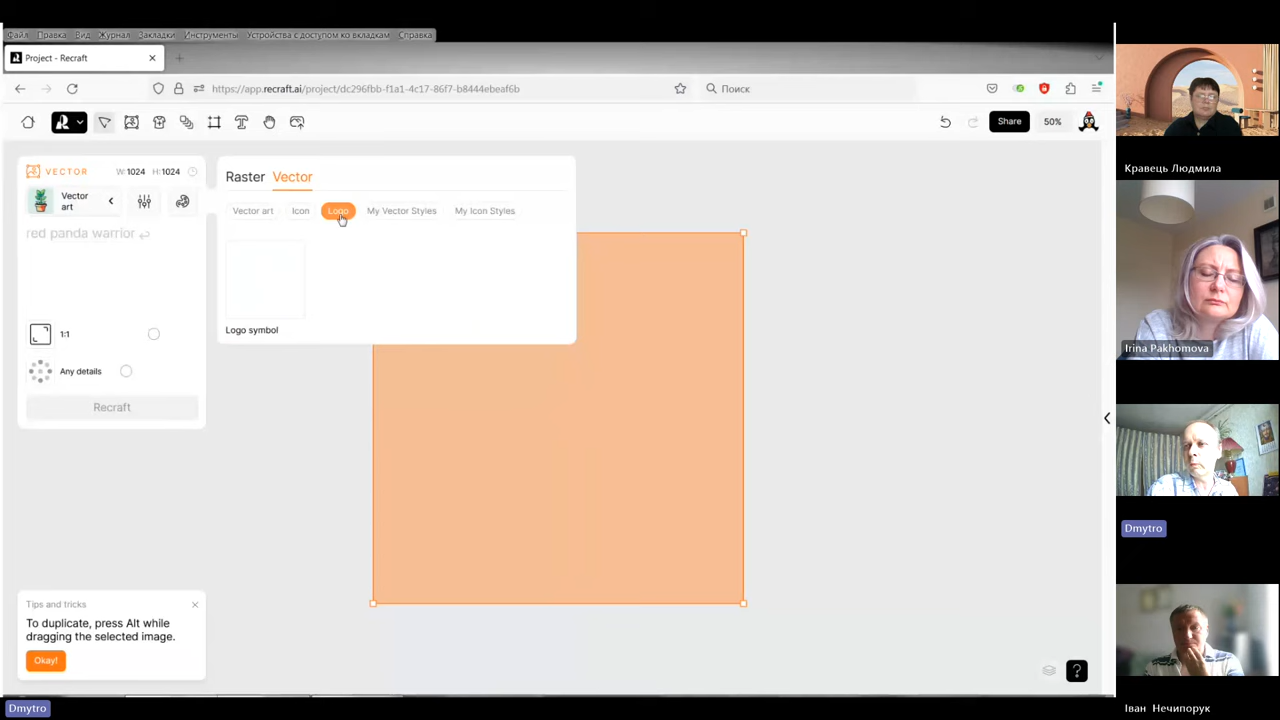 Файл Правка Вид Журнал Закладки Инструменты Устройства с доступом ко вкладкам Справка
Project - Recraft
https://app.recraft.ai/project/dc296fbb-f1a1-4c17-86f7-b8444ebeaf6b
Поиск
Share
50%
VECTOR W:1024 H:1024
Vector art
red panda warrior
1:1
Any details
Recraft
Raster Vector
Vector art Icon Logo My Vector Styles My Icon Styles
Logo symbol
Tips and tricks
To duplicate, press Alt while
dragging the selected image.
Okay!
?
Dmytro
Кравець Людмила
Irina Pakhomova
Dmytro
Іван Нечипорук